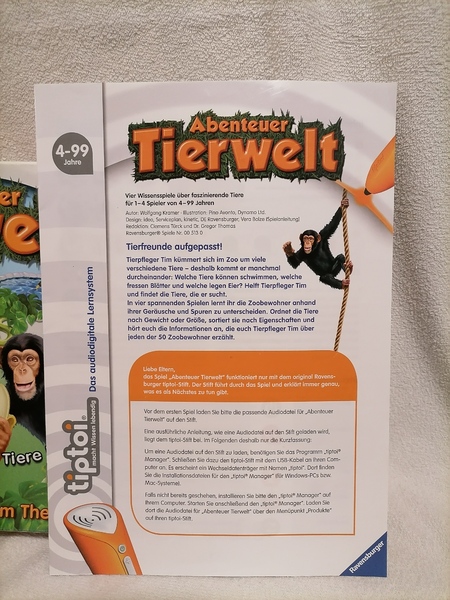 Abenteuer
Tierwelt
4-99
Jahre
Vier Wissensspiele über faszinierende Tiere
für 1–4 Spieler von 4–99 Jahren
Autor: Wolfgang Kramer · Illustration: Pina Avonto, Dynamo Ltd.
Redaktion: Clemens Türck und Dr. Gregor Thomas
Ravensburger® Spiele Nr. 00 513 0
Tierfreunde aufgepasst!
Tierpfleger Tim kümmert sich im Zoo um viele
verschiedene Tiere – deshalb kommt er manchmal
durcheinander: Welche Tiere können schwimmen, welche
fressen Blätter und welche legen Eier? Helft Tierpfleger Tim
und findet die Tiere, die er sucht.
In vier spannenden Spielen lernt ihr die Zoobewohner anhand
ihrer Geräusche und Spuren zu unterscheiden. Ordnet die Tiere
nach Gewicht oder Größe, sortiert sie nach Eigenschaften und
hört euch die Informationen an, die euch Tierpfleger Tim über
jeden der 50 Zoobewohner erzählt.
Liebe Eltern,
das Spiel „Abenteuer Tierwelt" funktioniert nur mit dem original Ravens-
burger tiptoi-Stift. Der Stift führt durch das Spiel und erklärt immer genau,
was es als Nächstes zu tun gibt.
Vor dem ersten Spiel laden Sie bitte die passende Audiodatei für „Abenteuer
Tierwelt" auf den Stift.
Eine ausführliche Anleitung, wie eine Audiodatei auf den Stift geladen wird,
liegt dem tiptoi-Stift bei. Im Folgenden deshalb nur die Kurzfassung:
Um eine Audiodatei auf den Stift zu laden, benötigen Sie das Programm „tiptoi®
Manager". Schließen Sie dazu den tiptoi-Stift mit dem USB-Kabel an Ihren Com-
puter an. Es erscheint ein Wechseldatenträger mit Namen „tiptoi". Dort finden
Sie die Installationsdateien für den „tiptoi® Manager" (für Windows-PCs bzw.
Mac-Systeme).
Falls nicht bereits geschehen, installieren Sie bitte den „tiptoi® Manager" auf
Ihrem Computer. Starten Sie anschließend den „tiptoi® Manager". Laden Sie
dort die Audiodatei für „Abenteuer Tierwelt" über den Menüpunkt „Produkte"
auf Ihren tiptoi-Stift.
Das audiodigitale Lernsystem
tiptoi®
macht Wissen lebendig
Ravensburger
er
e
Tiere
m The